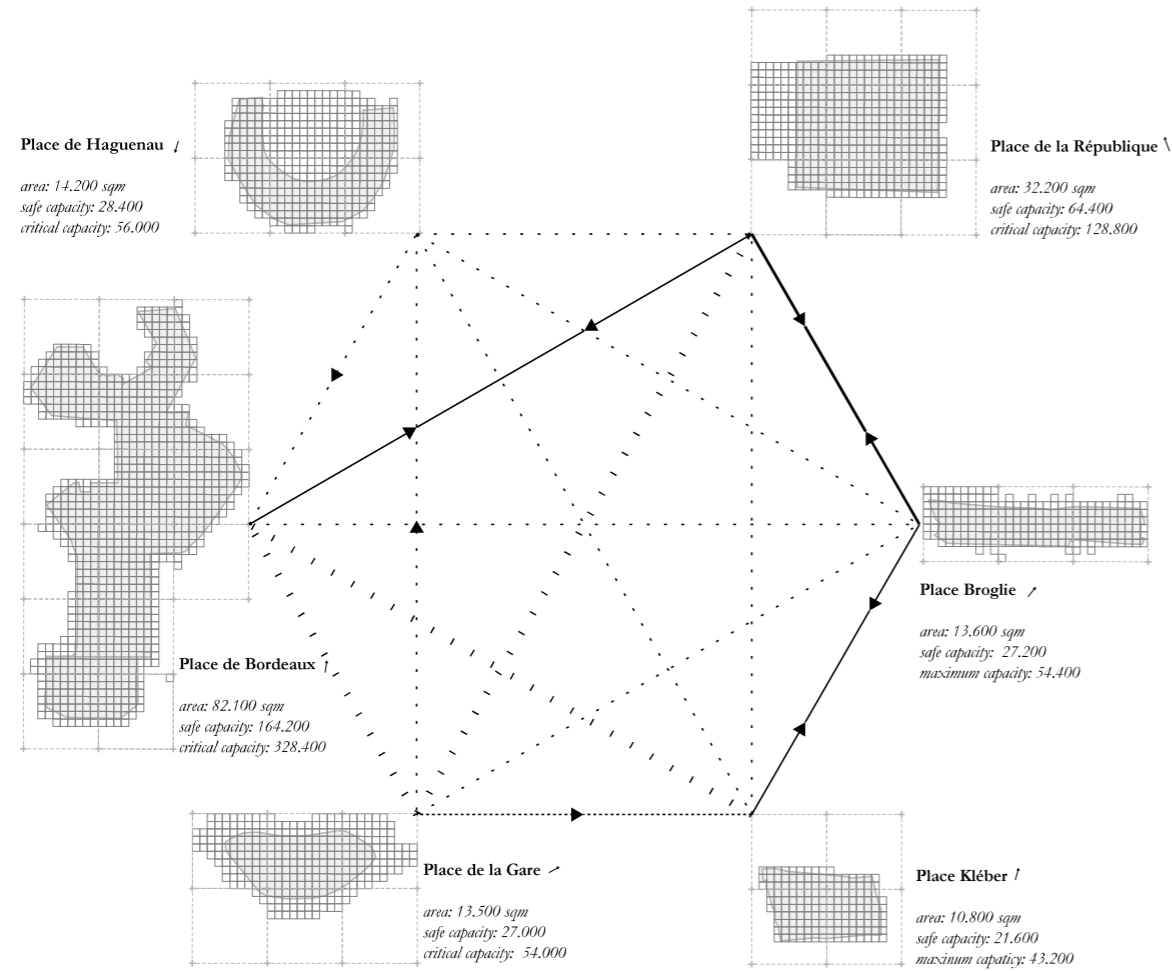 Place de Haguenau
area: 14.200 sqm
safe capacity: 28.400
critical capacity: 56.000
Place de la République
area: 32.200 sqm
safe capacity: 64.400
critical capacity: 128.800
Place Broglie
area: 13.600 sqm
safe capacity: 27.200
maximum capacity: 54.400
Place de Bordeaux
area: 82.100 sqm
safe capacity: 164.200
critical capacity: 328.400
Place de la Gare
area: 13.500 sqm
safe capacity: 27.000
critical capacity: 54.000
Place Kléber
area: 10.800 sqm
safe capacity: 21.600
maximum capaticy: 43.200